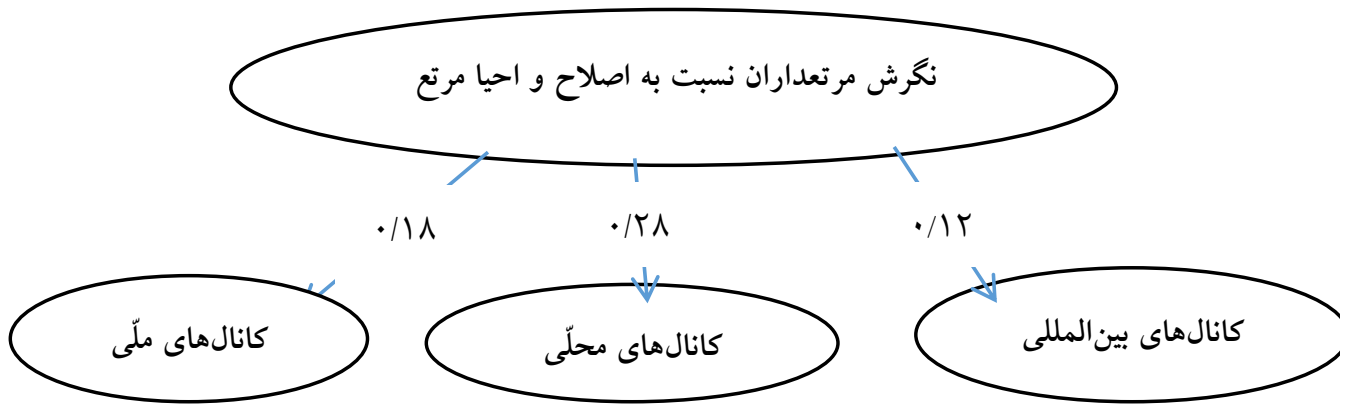 نگرش مرتعداران نسبت به اصلاح و احیا مرتع
۰/۱۲
۰/۲۸
۰/۱۸
کانال‌های بین‌المللی
کانال‌های محلّی
کانال‌های ملّی